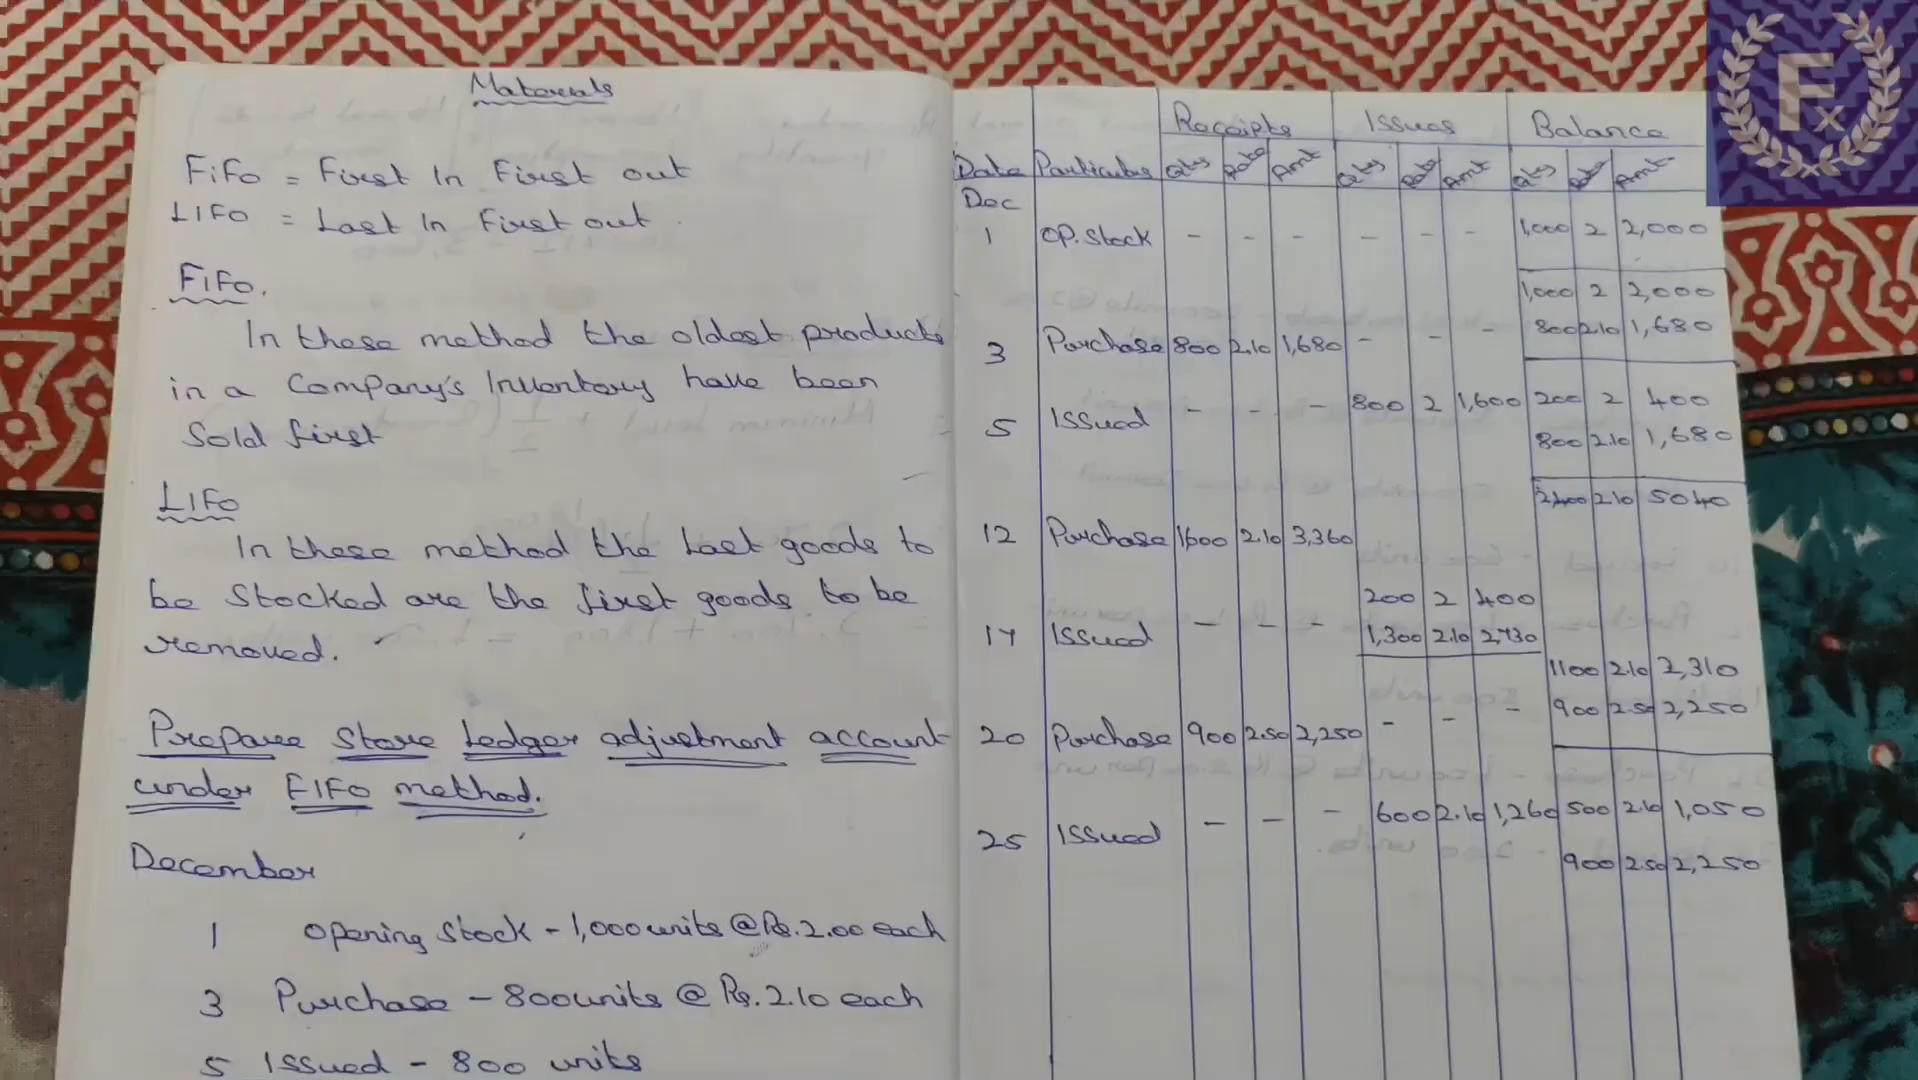 Materials
FiFo = First In First out
LIFO = Last In First out
FIFO.
In these method the oldest products
in a Company's Inventory have been
Sold first
LIFO
In these method the Last goods to
be Stocked are the first goods to be
removed.
Prepare Store Ledger adjustment account
under FIFO method.
December
1 Opening Stock - 1,000 units @ Rs. 2.00 each
3 Purchase - 800 units @ Rs. 2.10 each
5 Issued - 800 units
Receipts Issues Balance
Date Particulars Qty Rate Amt Qty Rate Amt Qty Rate Amt
Dec
1 OP. Stock - - - - - - 1,000 2 2,000
1,000 2 2,000
3 Purchase 800 2.10 1,680 - - - 800 2.10 1,680
5 Issued - - - 800 2 1,600 200 2 400
800 2.10 1,680
2400 2.10 5040
12 Purchase 1600 2.10 3,360
200 2 400
17 Issued - - - 1,300 2.10 2,730
1100 2.10 2,310
20 Purchase 900 2.50 2,250 - - - 900 2.50 2,250
25 Issued - - - 600 2.10 1,260 500 2.10 1,050
900 2.50 2,250
Fx